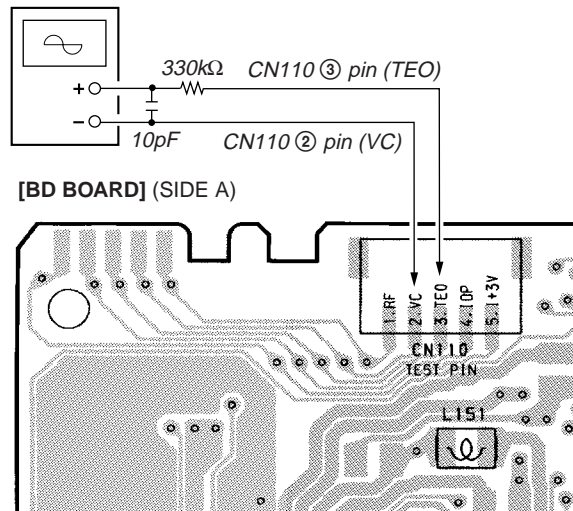 330kΩ CN110 ③ pin (TEO)
+
–
10pF CN110 ② pin (VC)
[BD BOARD] (SIDE A)
1.RF
2.VC
3.TEO
4.IOP
5.I+3V
CN110
TEST PIN
L151